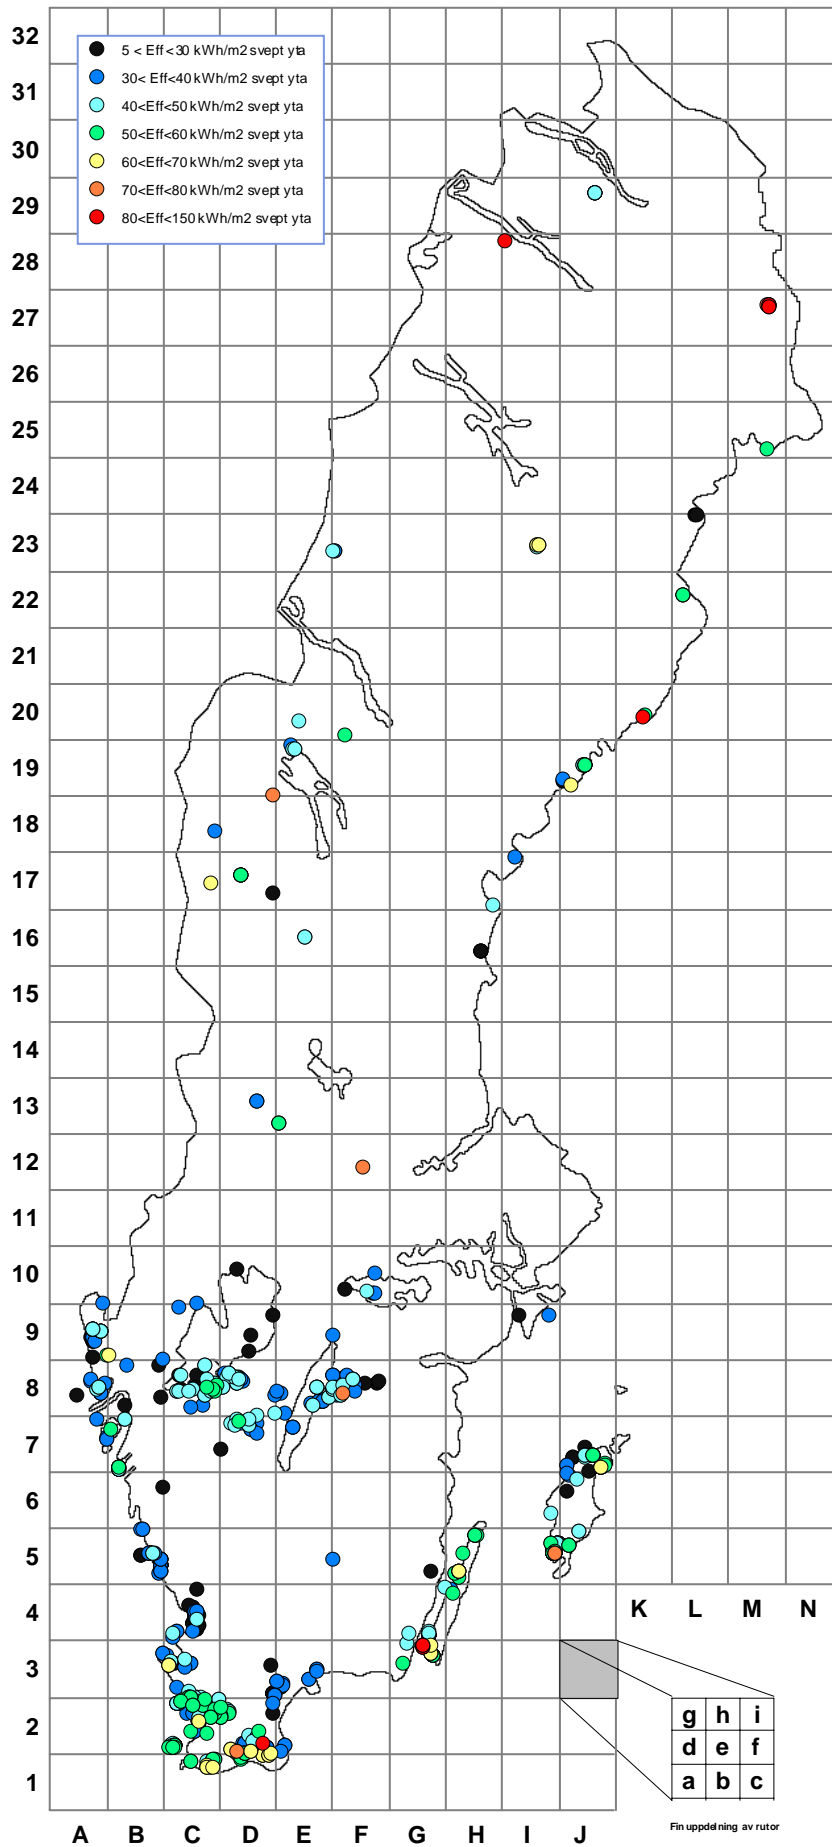 32
31
30
29
28
27
26
25
24
23
22
21
20
19
18
17
16
15
14
13
12
11
10
9
8
7
6
5
4
3
2
1
5 < Eff<30 kWh/m2 svept yta
30< Eff<40 kWh/m2 svept yta
40<Eff<50 kWh/m2 svept yta
50<Eff<60 kWh/m2 svept yta
60<Eff<70 kWh/m2 svept yta
70<Eff<80 kWh/m2 svept yta
80<Eff<150 kWh/m2 svept yta
K L M N
g h i
d e f
a b c
Fin uppdelning av rutor
A B C D E F G H I J